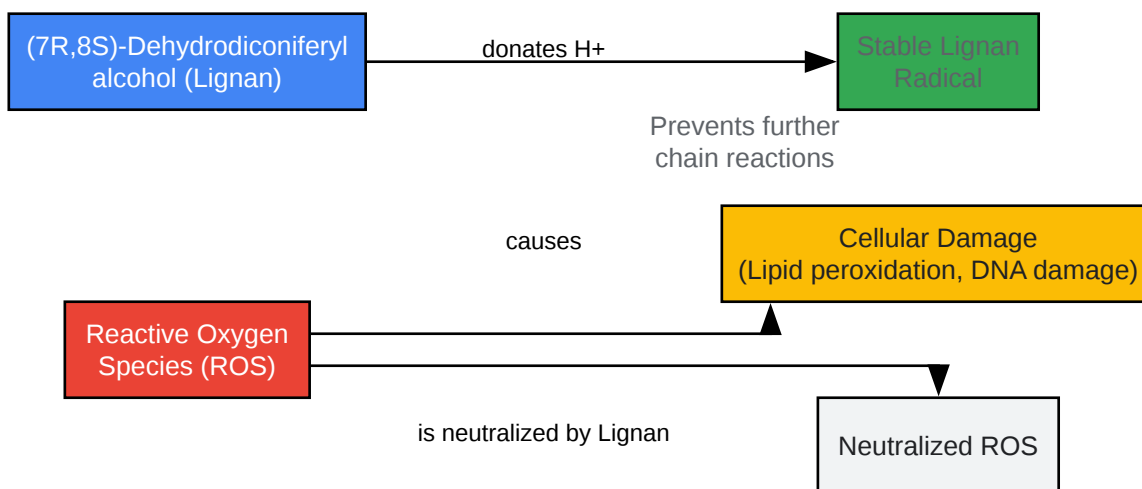 (7R,8S)-Dehydrodiconiferyl
alcohol (Lignan)
donates H+
Stable Lignan
Radical
Prevents further
chain reactions
causes
Cellular Damage
(Lipid peroxidation, DNA damage)
Reactive Oxygen
Species (ROS)
is neutralized by Lignan
Neutralized ROS